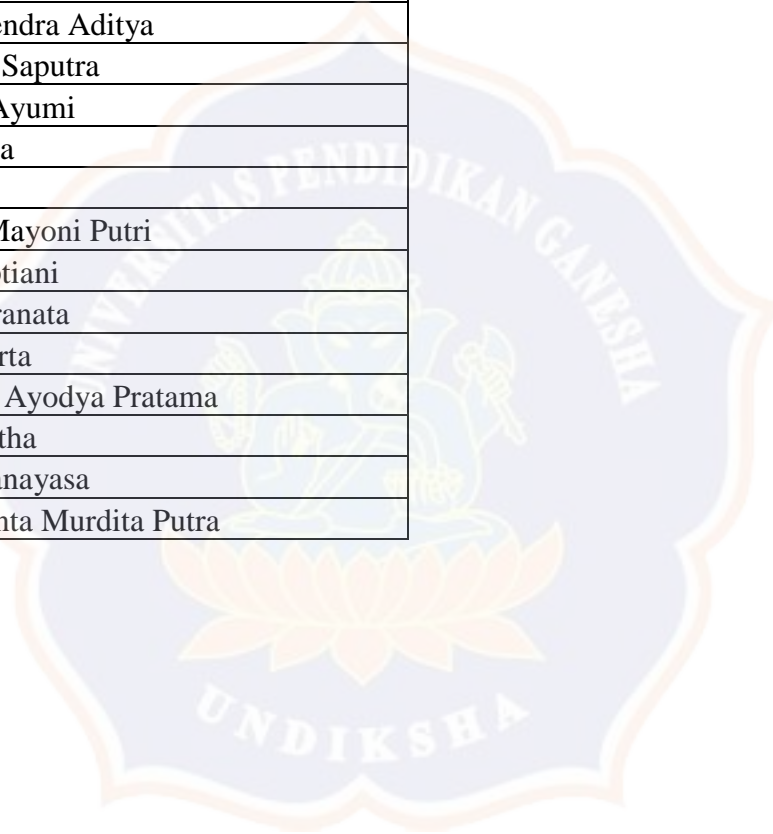 endra Aditya
Saputra
Ayumi
a
Mayoni Putri
otiani
ranata
rta
Ayodya Pratama
tha
anayasa
nta Murdita Putra
UNIVERSITAS PENDIDIKAN GANESHA
UNDIKSHA